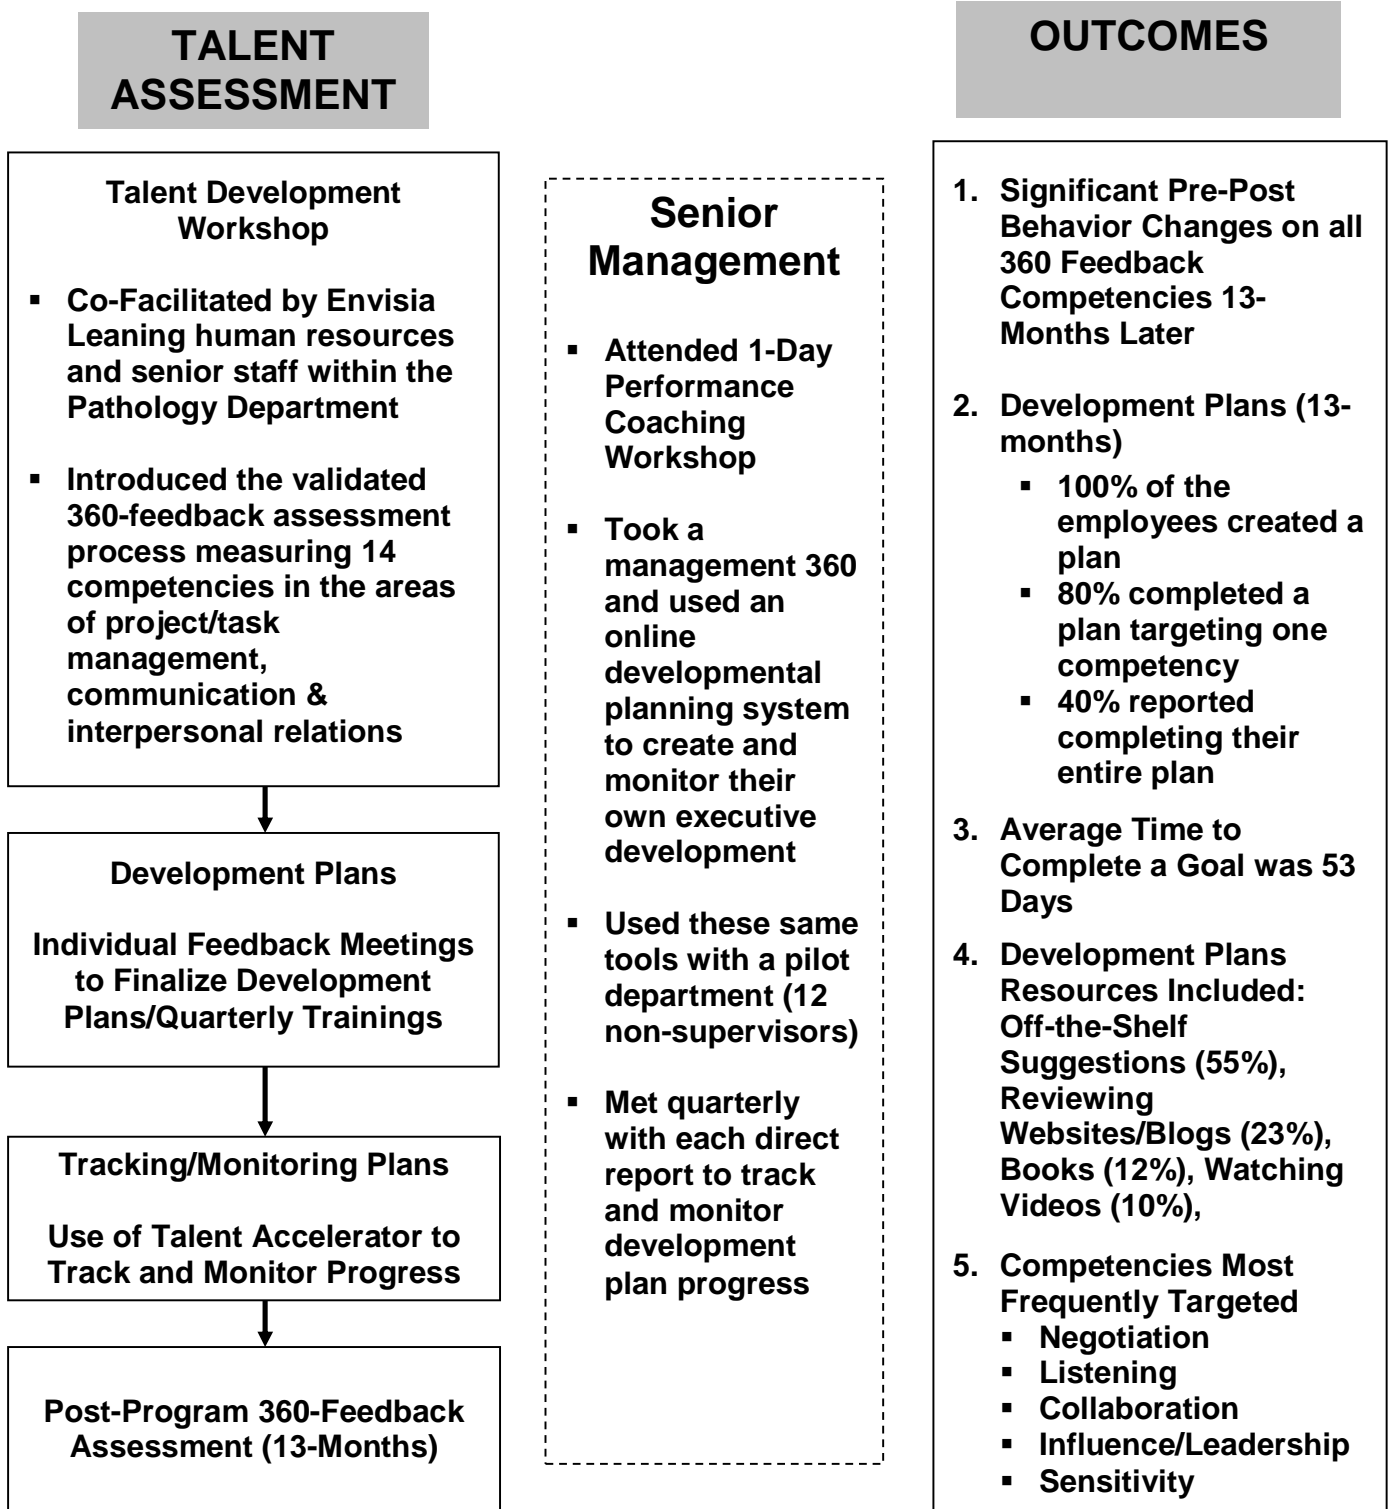 TALENT
ASSESSMENT
Talent Development
Workshop
▪ Co-Facilitated by Envisia
Leaning human resources
and senior staff within the
Pathology Department
▪ Introduced the validated
360-feedback assessment
process measuring 14
competencies in the areas
of project/task
management,
communication &
interpersonal relations
Development Plans
Individual Feedback Meetings
to Finalize Development
Plans/Quarterly Trainings
Tracking/Monitoring Plans
Use of Talent Accelerator to
Track and Monitor Progress
Post-Program 360-Feedback
Assessment (13-Months)
Senior
Management
▪ Attended 1-Day
Performance
Coaching
Workshop
▪ Took a
management 360
and used an
online
developmental
planning system
to create and
monitor their
own executive
development
▪ Used these same
tools with a pilot
department (12
non-supervisors)
▪ Met quarterly
with each direct
report to track
and monitor
development
plan progress
OUTCOMES
1. Significant Pre-Post
Behavior Changes on all
360 Feedback
Competencies 13-
Months Later
2. Development Plans (13-
months)
▪ 100% of the
employees created a
plan
▪ 80% completed a
plan targeting one
competency
▪ 40% reported
completing their
entire plan
3. Average Time to
Complete a Goal was 53
Days
4. Development Plans
Resources Included:
Off-the-Shelf
Suggestions (55%),
Reviewing
Websites/Blogs (23%),
Books (12%), Watching
Videos (10%),
5. Competencies Most
Frequently Targeted
▪ Negotiation
▪ Listening
▪ Collaboration
▪ Influence/Leadership
▪ Sensitivity